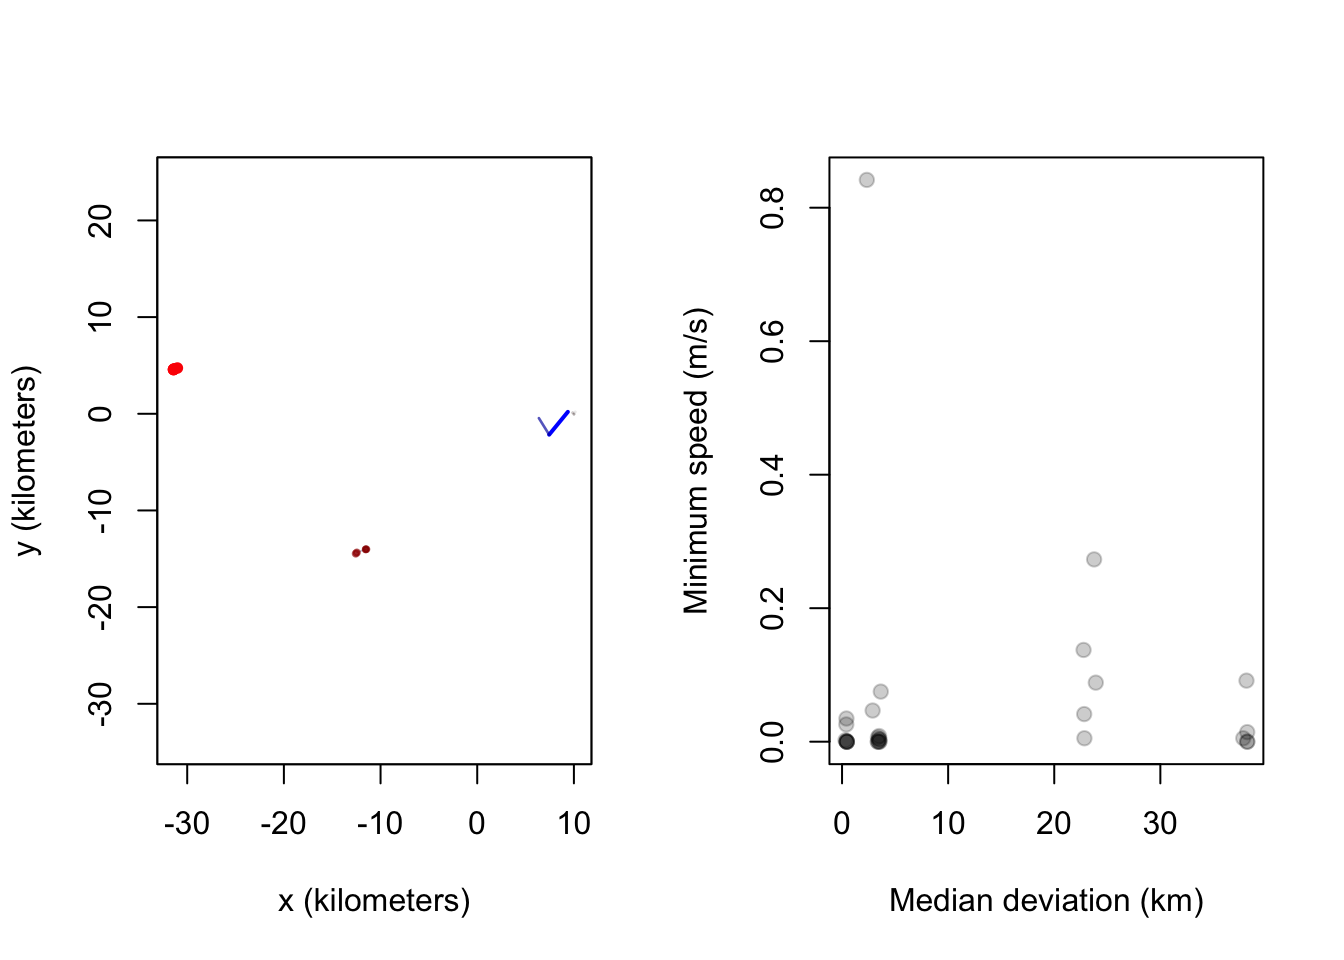 20
10
0
-10
-20
-30
y (kilometers)
-30 -20 -10 0 10
x (kilometers)
0.8
0.6
0.4
0.2
0.0
Minimum speed (m/s)
0 10 20 30
Median deviation (km)